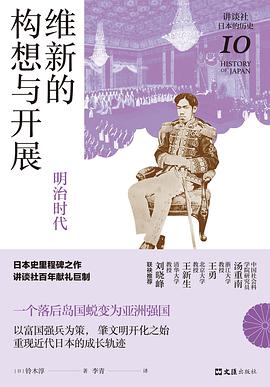 讲谈社
日本的历史
10
HISTORY
OF JAPAN
维新的
构想与开展
明治时代
日本史里程碑之作
讲谈社百年献礼巨制
中国社会科学院研究员
汤重南
浙江大学教授
王勇
北京大学教授
王新生
清华大学教授
刘晓峰
联袂推荐
一个落后岛国蜕变为亚洲强国
以富国强兵为策，肇文明开化之始
重现近代日本的成长轨迹
[日] 铃木淳 著
李青 译
文匯出版社